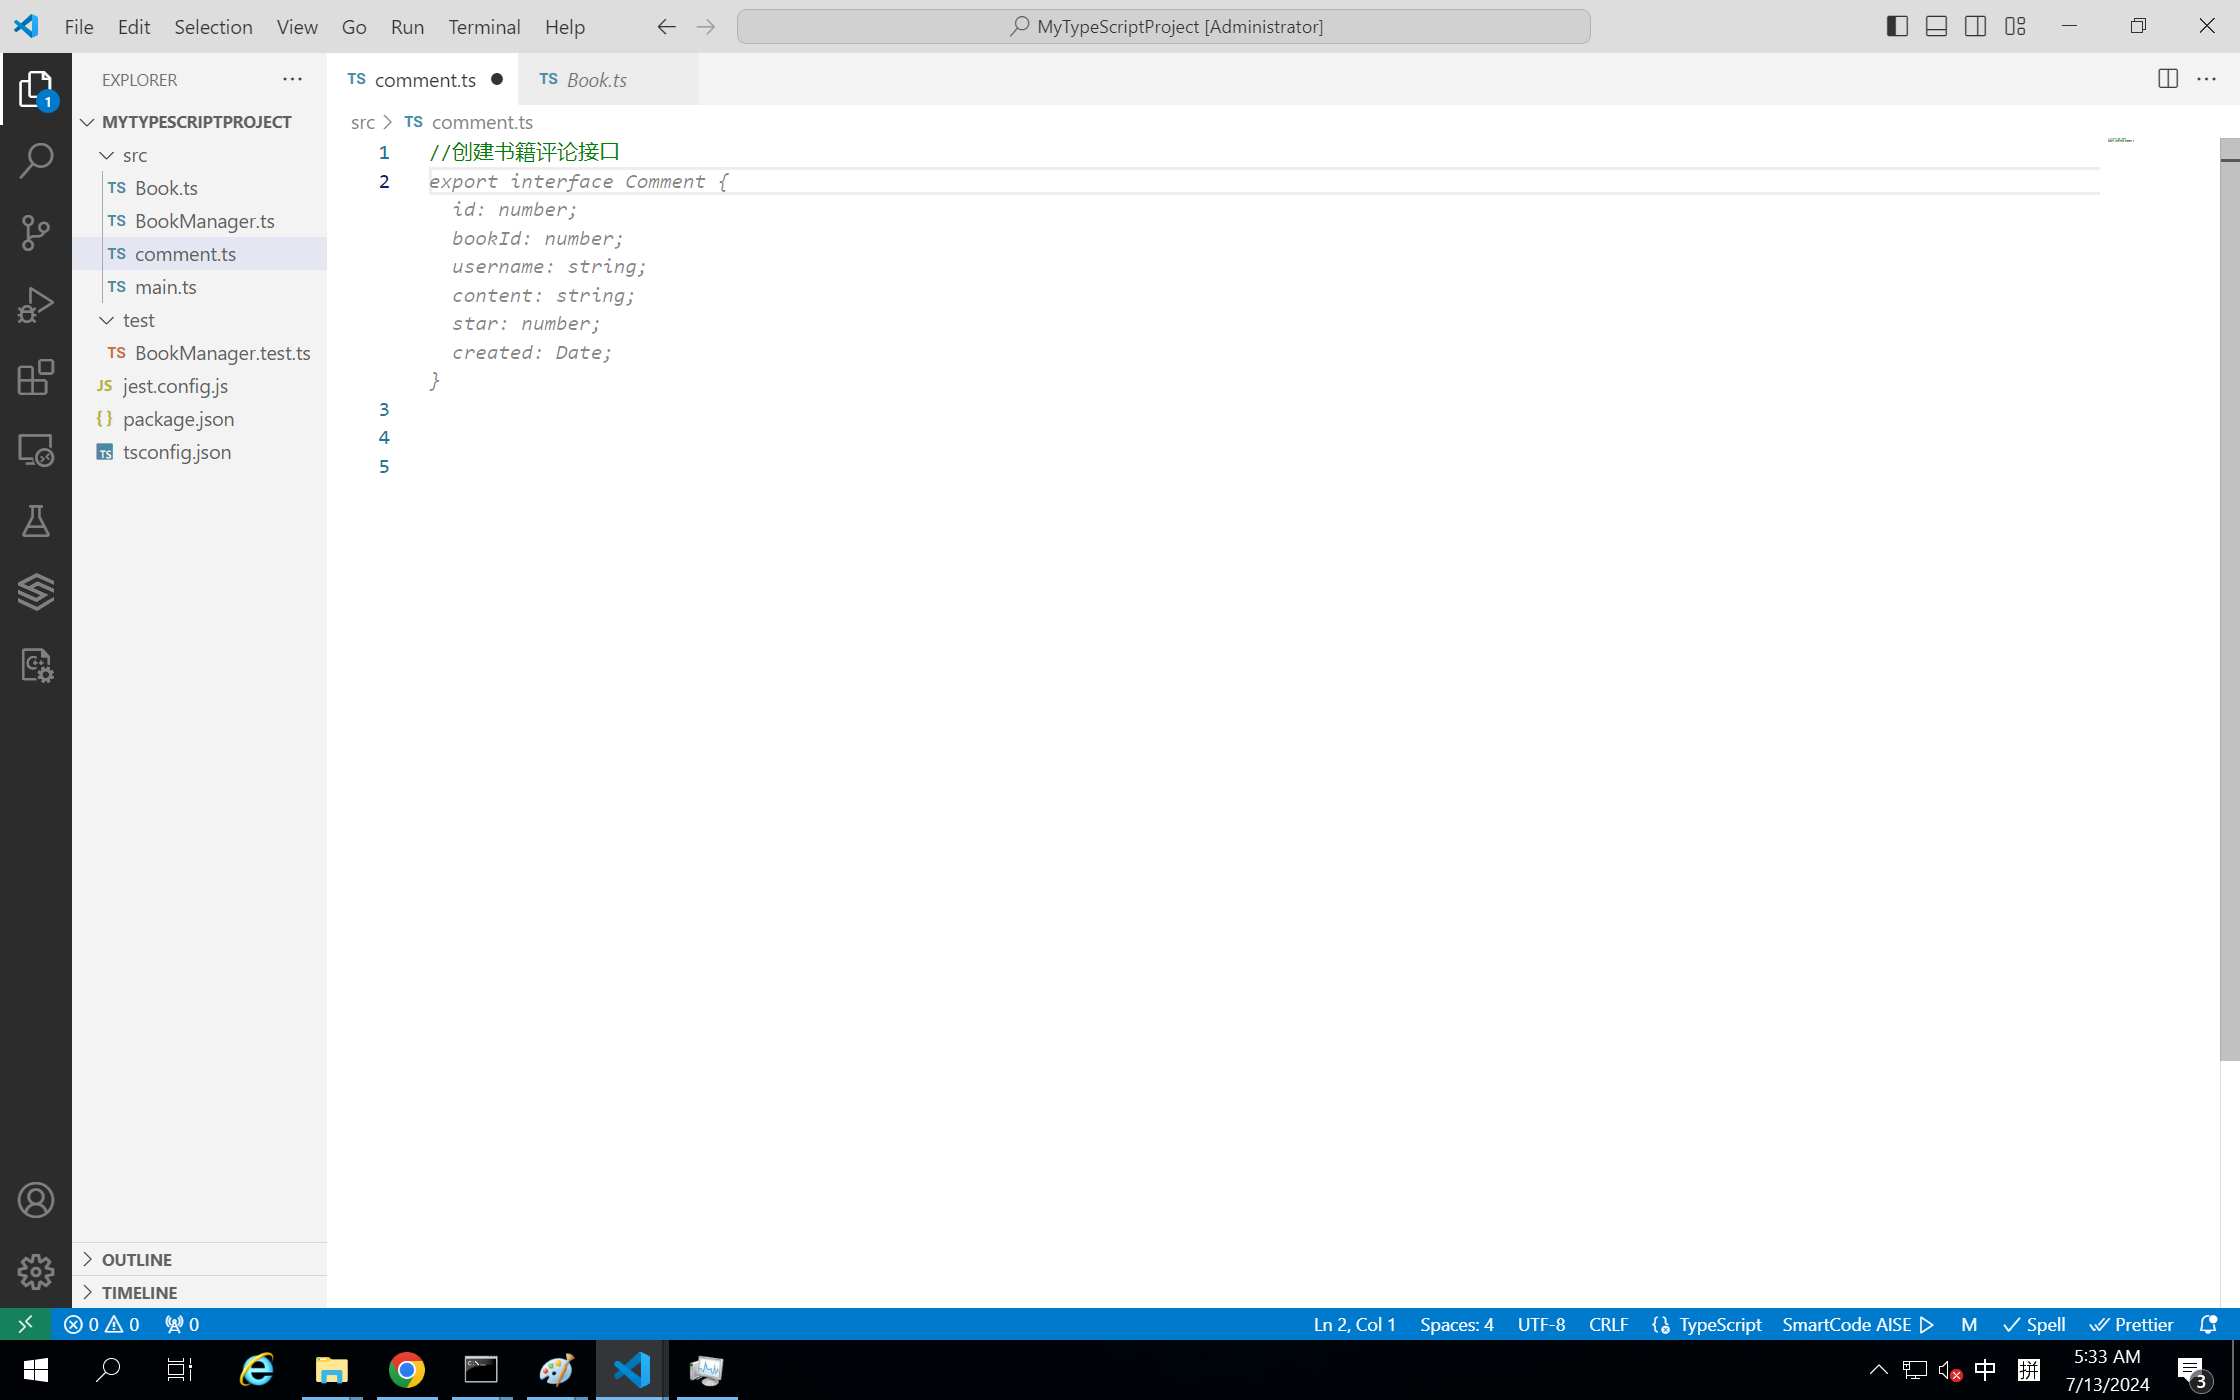 File Edit Selection View Go Run Terminal Help
MyTypeScriptProject [Administrator]
EXPLORER
MYTYPESCRIPTPROJECT
src
TS Book.ts
TS BookManager.ts
TS comment.ts
TS main.ts
test
TS BookManager.test.ts
JS jest.config.js
{} package.json
TS tsconfig.json
OUTLINE
TIMELINE
1
TS comment.ts
TS Book.ts
src > TS comment.ts
1 //创建书籍评论接口
2 export interface Comment {
id: number;
bookId: number;
username: string;
content: string;
star: number;
created: Date;
}
3
4
5
0 0 0
Ln 2, Col 1 Spaces: 4 UTF-8 CRLF TypeScript SmartCode AISE M Spell Prettier
中 拼
5:33 AM
7/13/2024
3